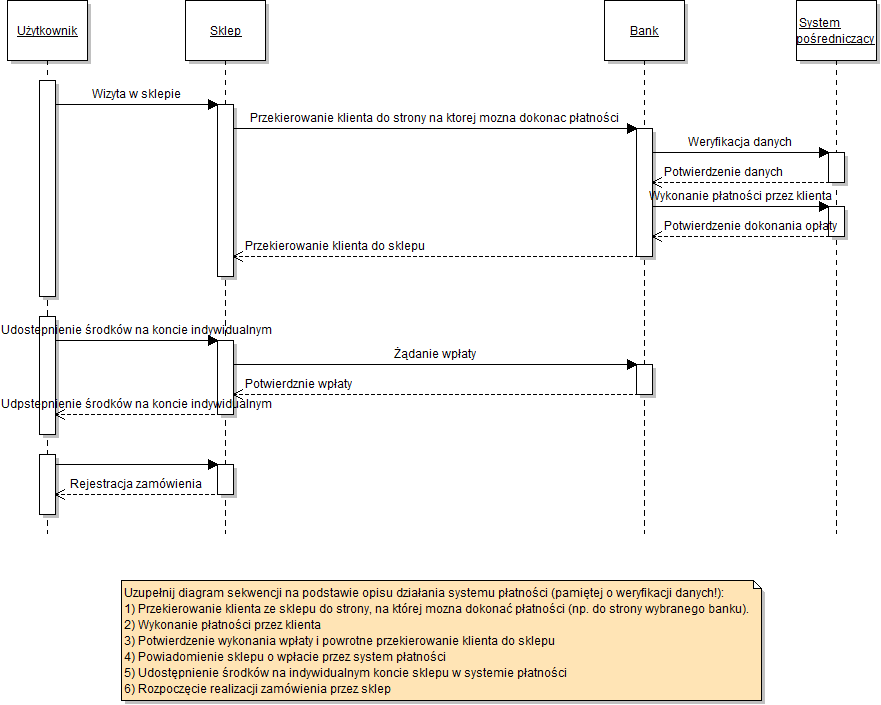 Użytkownik
Sklep
Bank
System
pośredniczacy
Wizyta w sklepie
Przekierowanie klienta do strony na ktorej mozna dokonac płatności
Weryfikacja danych
Potwierdzenie danych
Wykonanie płatności przez klienta
Potwierdzenie dokonania opłaty
Przekierowanie klienta do sklepu
Udostepnienie środków na koncie indywidualnym
Żądanie wpłaty
Potwierdznie wpłaty
Udpstepnienie środków na koncie indywidualnym
Rejestracja zamówienia
Uzupełnij diagram sekwencji na podstawie opisu działania systemu płatności (pamiętej o weryfikacji danych!):
1) Przekierowanie klienta ze sklepu do strony, na której mozna dokonać płatności (np. do strony wybranego banku).
2) Wykonanie płatności przez klienta
3) Potwierdzenie wykonania wpłaty i powrotne przekierowanie klienta do sklepu
4) Powiadomienie sklepu o wpłacie przez system płatności
5) Udostępnienie środków na indywidualnym koncie sklepu w systemie płatności
6) Rozpoczęcie realizacji zamówienia przez sklep